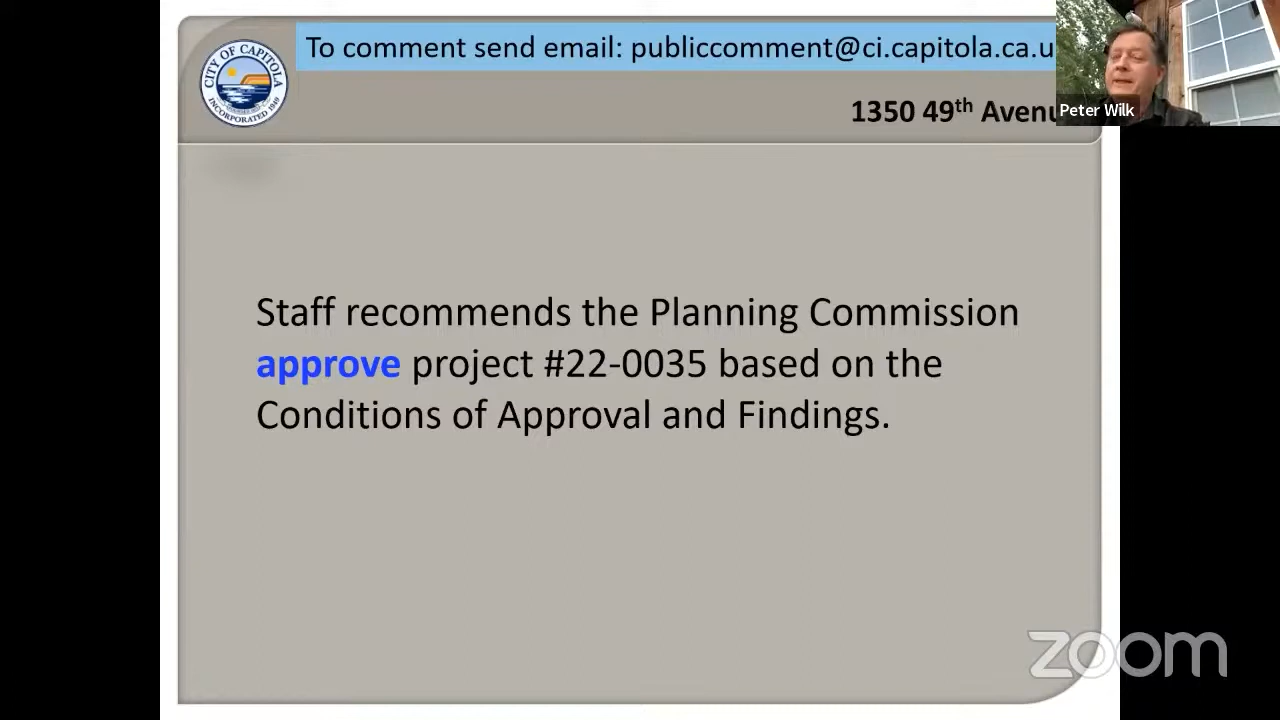 To comment send email: publiccomment@ci.capitola.ca.u
CITY OF CAPITOLA
INCORPORATED 1949
1350 49th Avenu
Peter Wilk
Staff recommends the Planning Commission
approve project #22-0035 based on the
Conditions of Approval and Findings.
zoom